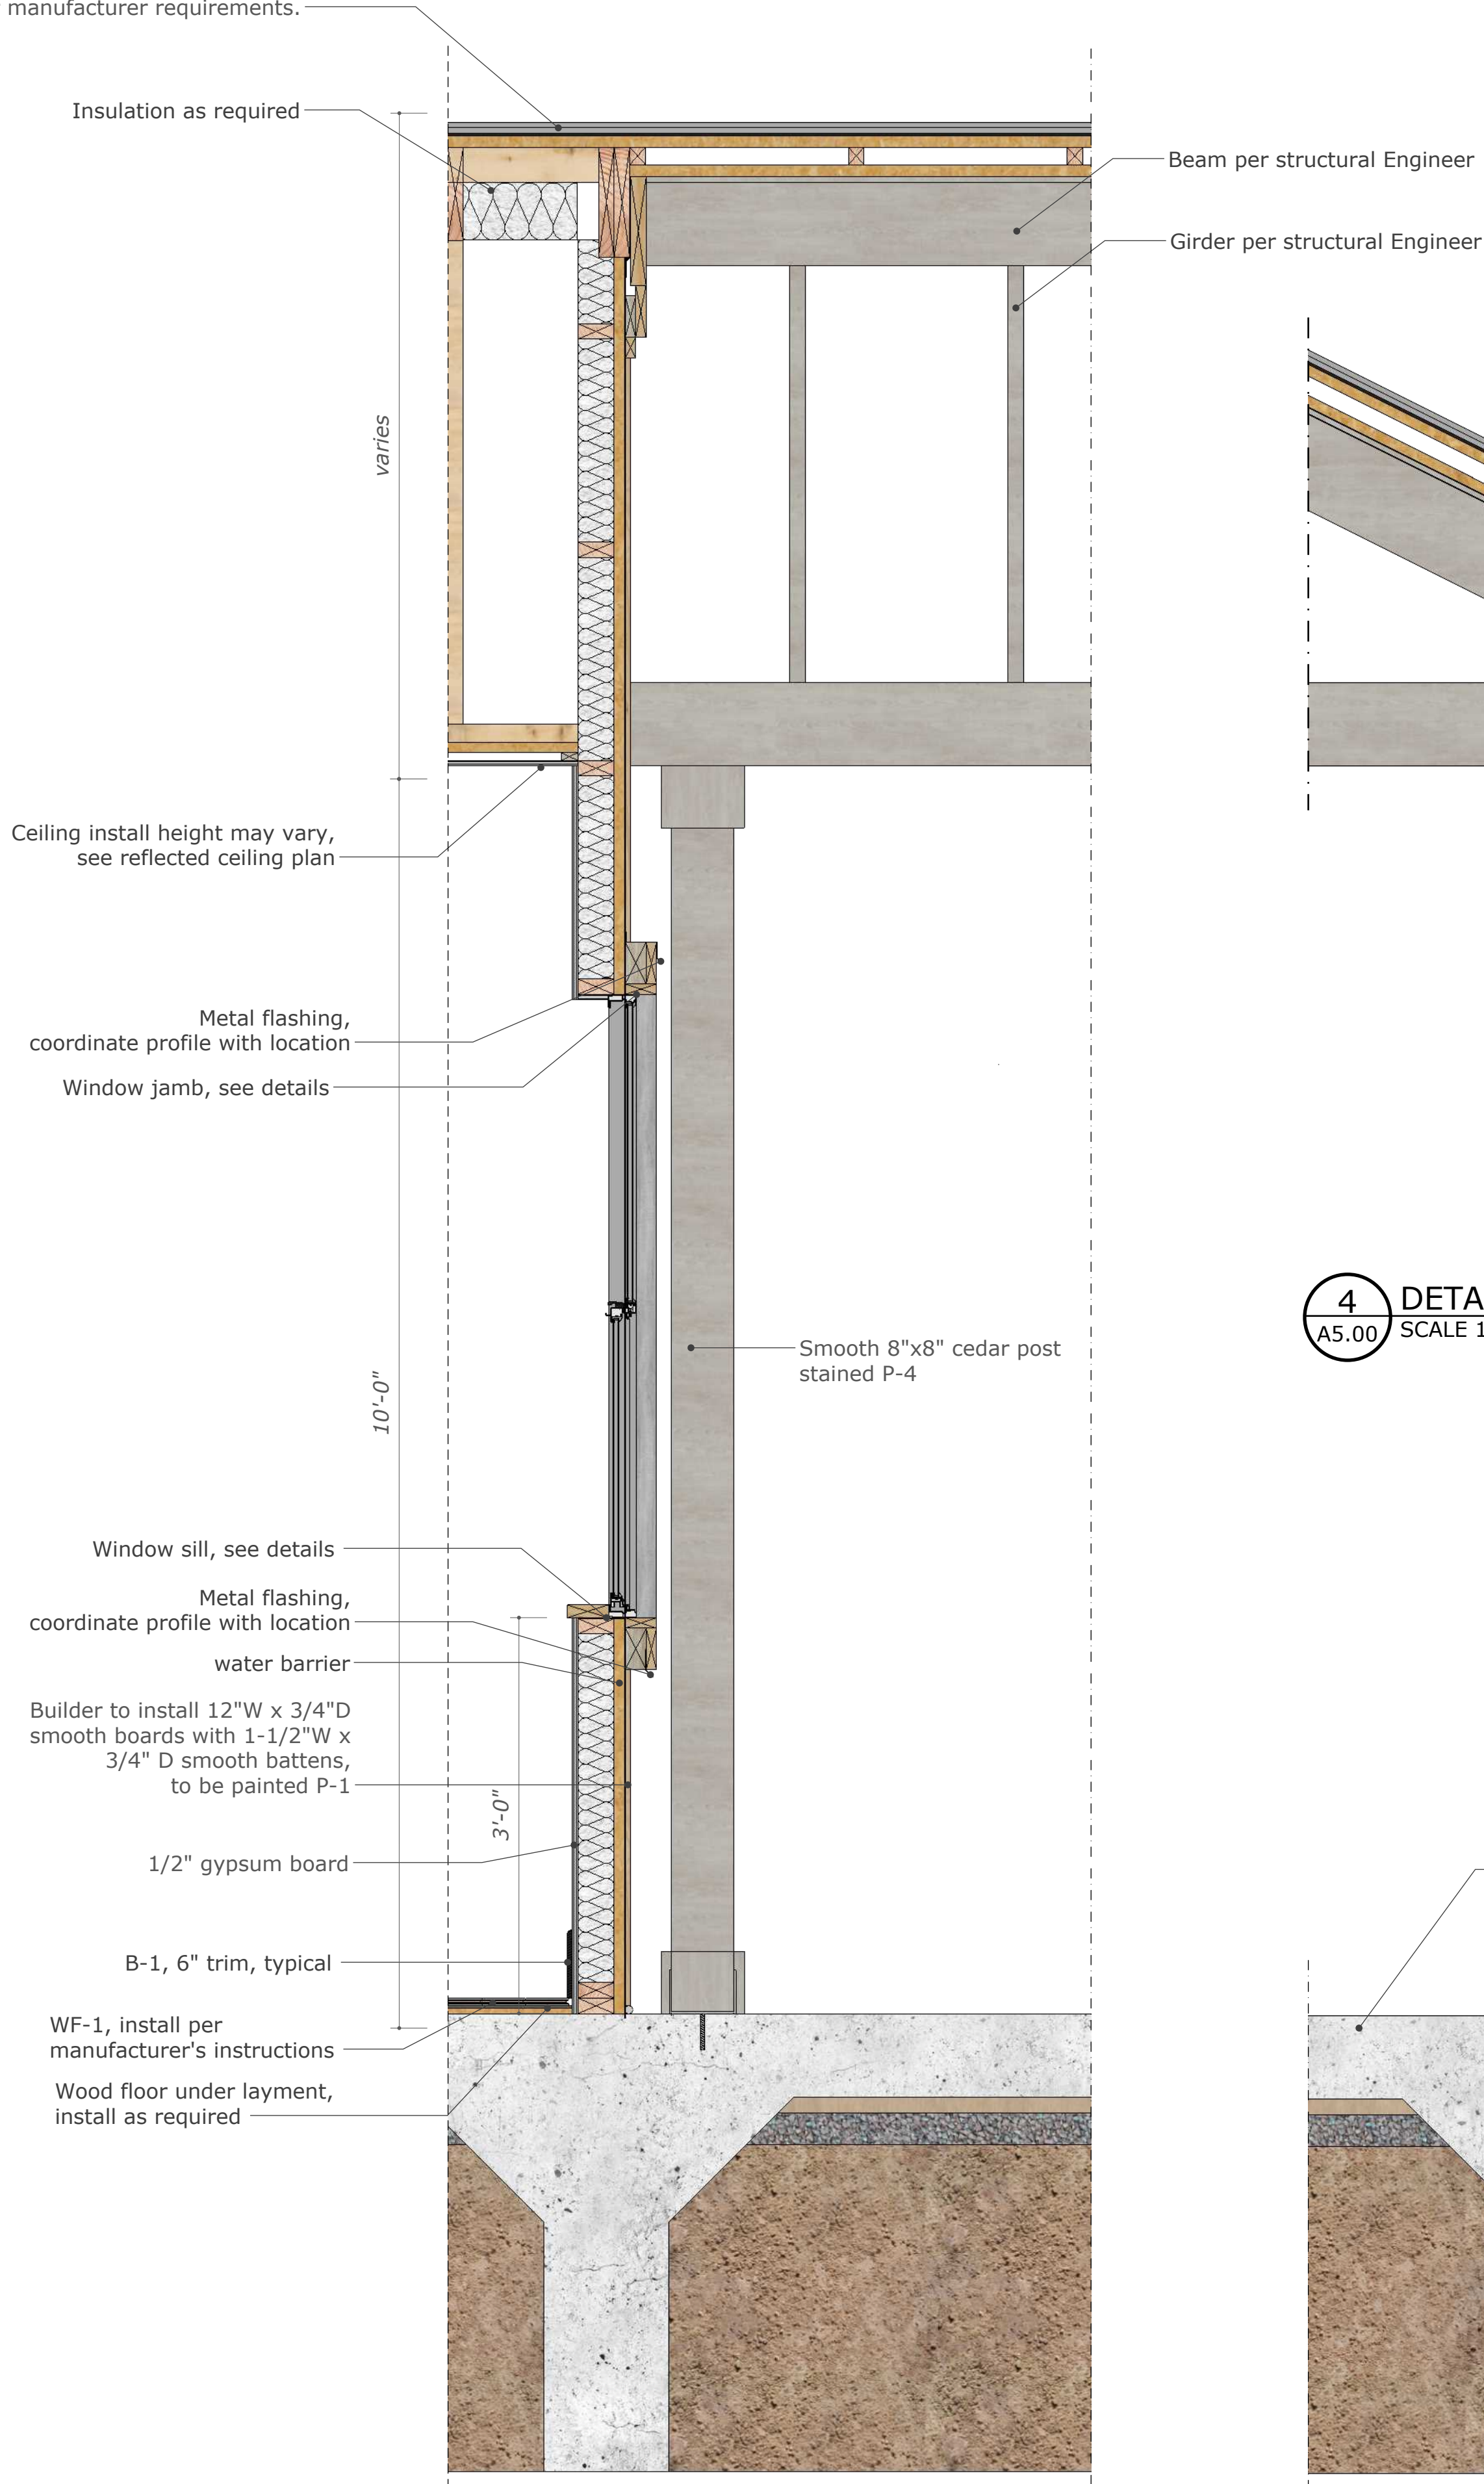 manufacturer requirements.
Insulation as required
Beam per structural Engineer
Girder per structural Engineer
varies
Ceiling install height may vary,
see reflected ceiling plan
Metal flashing,
coordinate profile with location
Window jamb, see details
4
A5.00
DETA
SCALE 1
Smooth 8"x8" cedar post
stained P-4
10'-0"
Window sill, see details
Metal flashing,
coordinate profile with location
water barrier
Builder to install 12"W x 3/4"D
smooth boards with 1-1/2"W x
3/4" D smooth battens,
to be painted P-1
3'-0"
1/2" gypsum board
B-1, 6" trim, typical
WF-1, install per
manufacturer's instructions
Wood floor under layment,
install as required